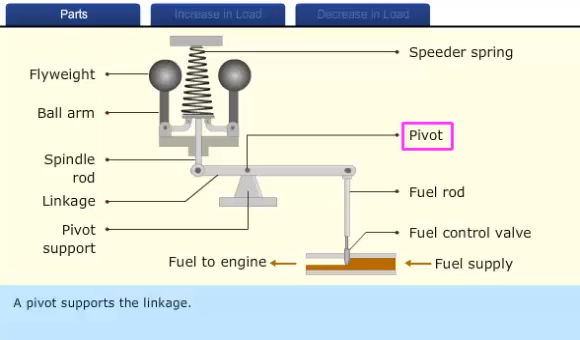 Parts
Increase in Load
Decrease in Load
Speeder spring
Flyweight
Ball arm
Pivot
Spindle
rod
Linkage
Fuel rod
Pivot
support
Fuel control valve
Fuel to engine
Fuel supply
A pivot supports the linkage.